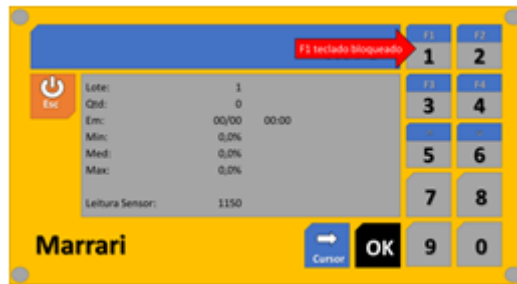 F1 teclado bloqueado
F1 F2
1 2
Esc
Lote: 1
Qtd: 0
Em: 00/00 00:00
Min: 0,0%
Med: 0,0%
Max: 0,0%
Leitura Sensor: 1150
F3 F4
3 4
5 6
7 8
Marrari
Cursor
OK
9 0